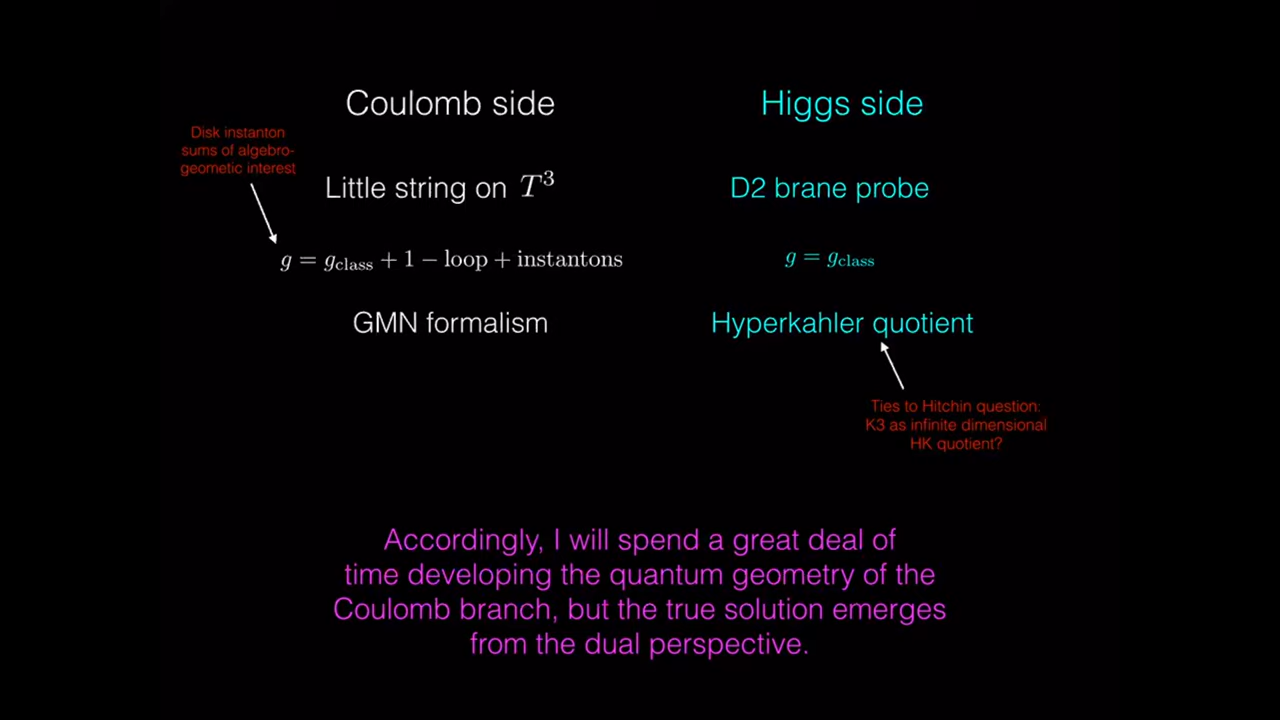 Coulomb side
Higgs side
Disk instanton
sums of algebro-
geometic interest
Little string on T³
D2 brane probe
g = g_class + 1 − loop + instantons
g = g_class
GMN formalism
Hyperkahler quotient
Ties to Hitchin question:
K3 as infinite dimensional
HK quotient?
Accordingly, I will spend a great deal of
time developing the quantum geometry of the
Coulomb branch, but the true solution emerges
from the dual perspective.